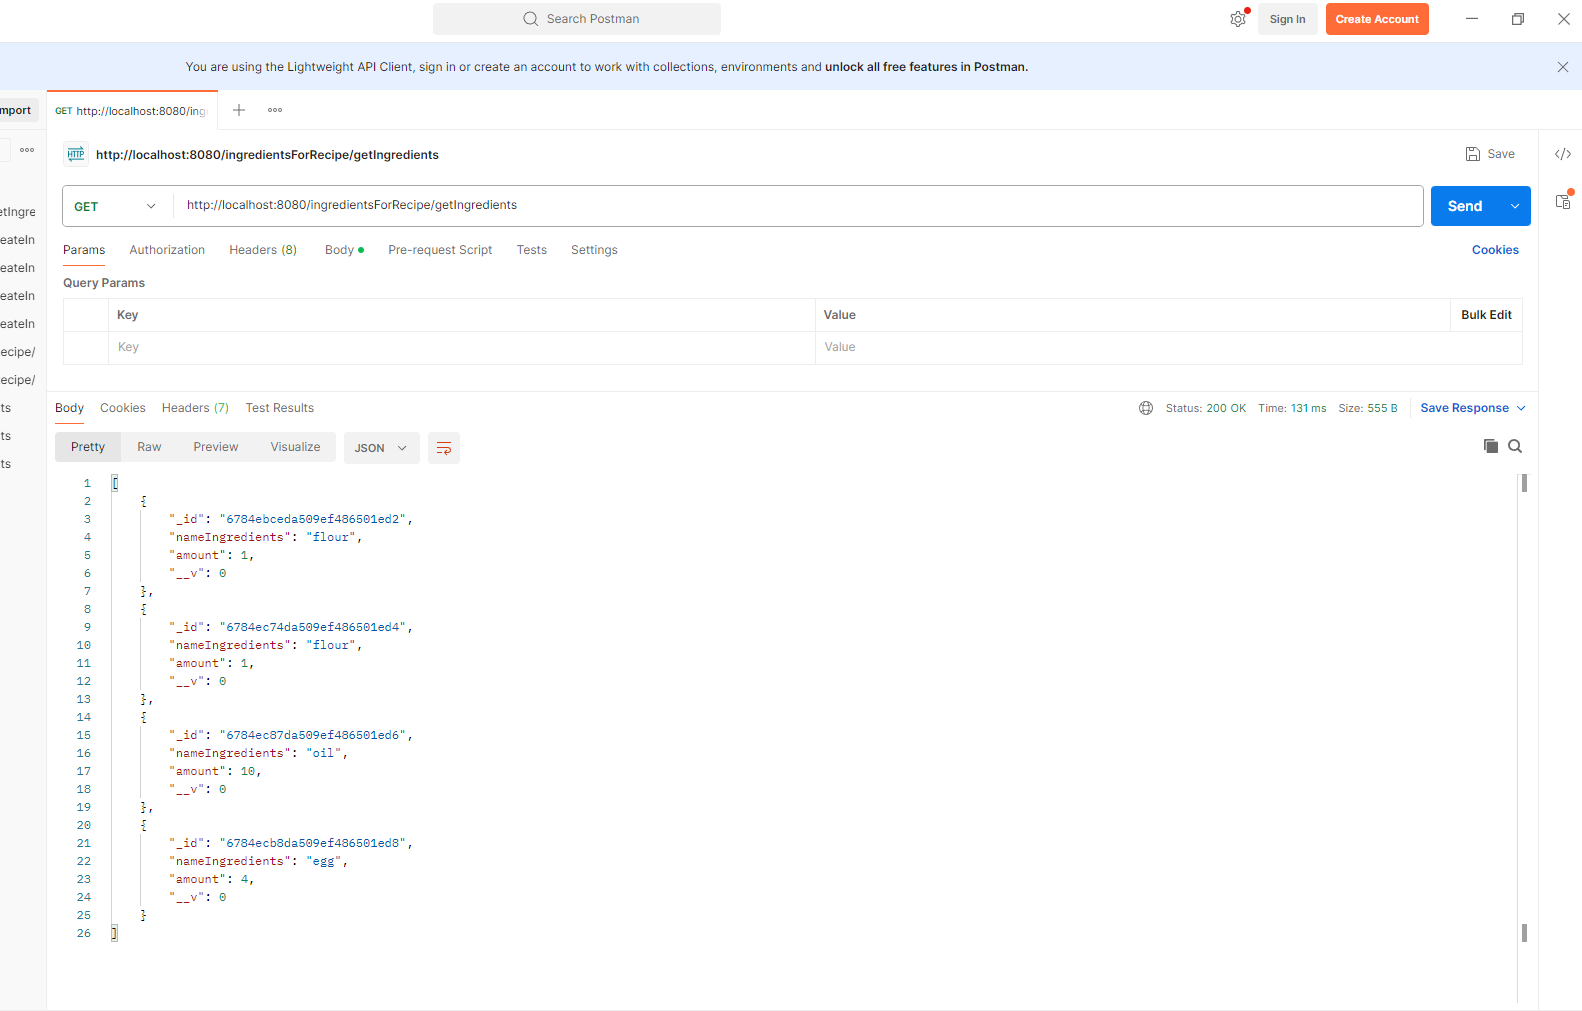 Search Postman
Sign In
Create Account
You are using the Lightweight API Client, sign in or create an account to work with collections, environments and unlock all free features in Postman.
mport
GET http://localhost:8080/ing
HTTP http://localhost:8080/ingredientsForRecipe/getIngredients
Save
etIngre
eateIn
eateIn
eateIn
eateIn
ecipe/
ecipe/
ts
ts
ts
GET
http://localhost:8080/ingredientsForRecipe/getIngredients
Send
Params Authorization Headers (8) Body Pre-request Script Tests Settings
Cookies
Query Params
Key Value Bulk Edit
Key Value
Body Cookies Headers (7) Test Results
Status: 200 OK Time: 131 ms Size: 555 B Save Response
Pretty Raw Preview Visualize JSON
1 [
2 {
3 "_id": "6784ebceda509ef486501ed2",
4 "nameIngredients": "flour",
5 "amount": 1,
6 "__v": 0
7 },
8 {
9 "_id": "6784ec74da509ef486501ed4",
10 "nameIngredients": "flour",
11 "amount": 1,
12 "__v": 0
13 },
14 {
15 "_id": "6784ec87da509ef486501ed6",
16 "nameIngredients": "oil",
17 "amount": 10,
18 "__v": 0
19 },
20 {
21 "_id": "6784ecb8da509ef486501ed8",
22 "nameIngredients": "egg",
23 "amount": 4,
24 "__v": 0
25 }
26 ]